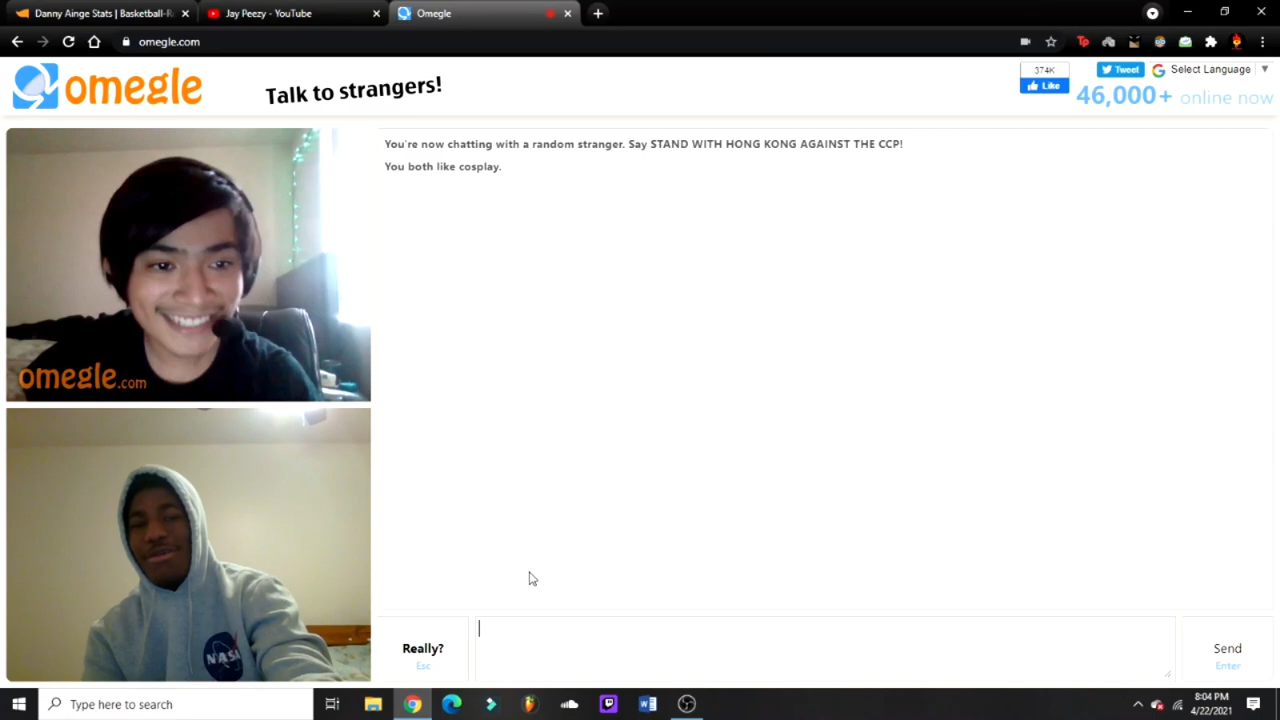 Danny Ainge Stats | Basketball-R
Jay Peezy - YouTube
Omegle
omegle.com
omegle
Talk to strangers!
374K
Like
Tweet
Select Language
46,000+ online now
You're now chatting with a random stranger. Say STAND WITH HONG KONG AGAINST THE CCP!
You both like cosplay.
omegle.com
NASA
Really?
Esc
Send
Enter
Type here to search
8:04 PM
4/22/2021